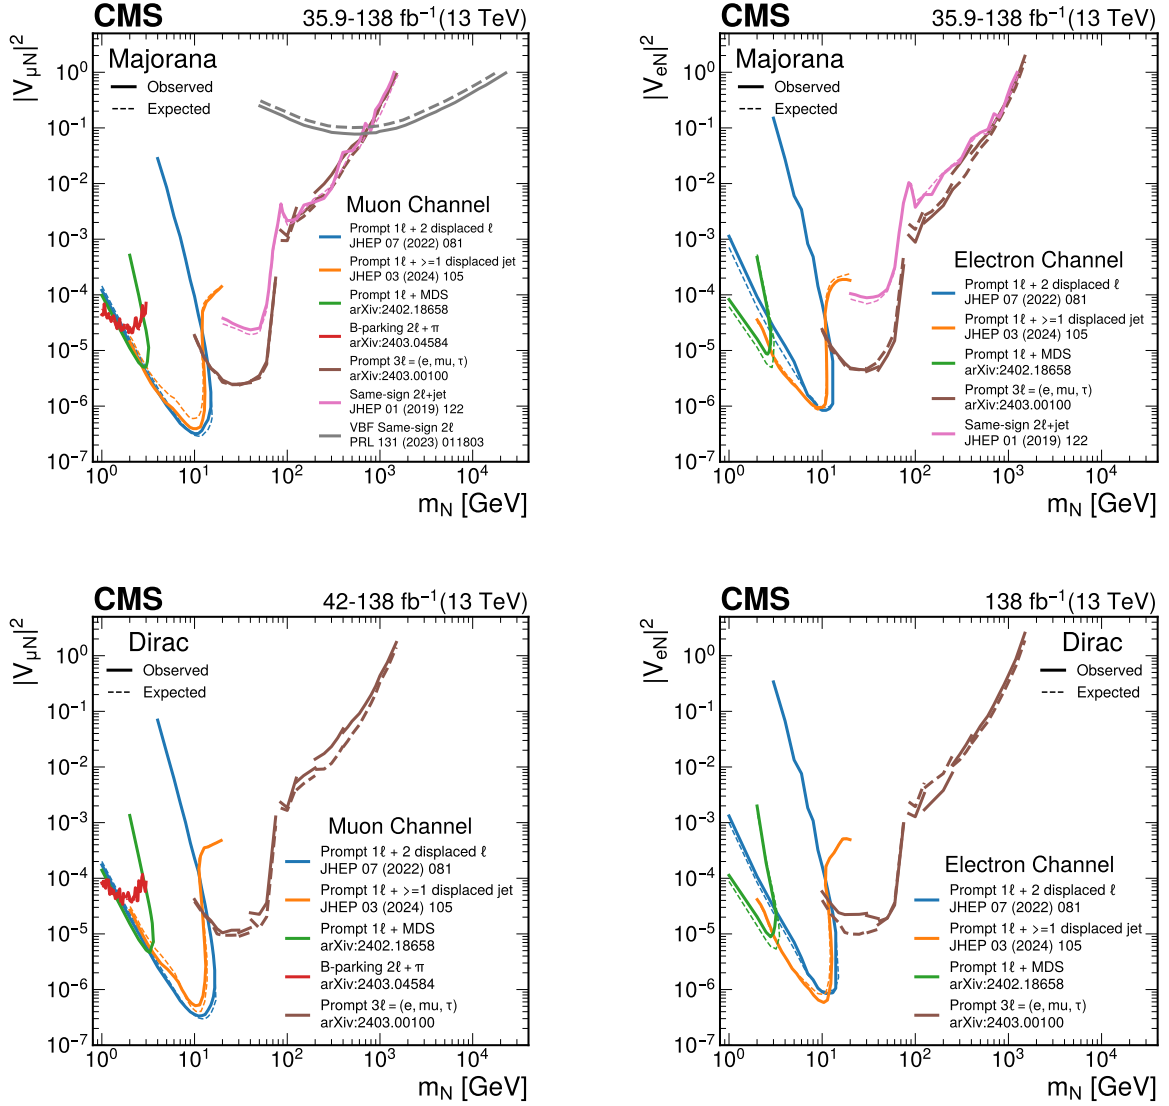 CMS 35.9-138 fb⁻¹(13 TeV)
|VμN|²
Majorana
Observed
Expected
10⁰
10⁻¹
10⁻²
10⁻³
10⁻⁴
10⁻⁵
10⁻⁶
10⁻⁷
Muon Channel
Prompt 1ℓ + 2 displaced ℓ
JHEP 07 (2022) 081
Prompt 1ℓ + >=1 displaced jet
JHEP 03 (2024) 105
Prompt 1ℓ + MDS
arXiv:2402.18658
B-parking 2ℓ + π
arXiv:2403.04584
Prompt 3ℓ = (e, mu, τ)
arXiv:2403.00100
Same-sign 2ℓ+jet
JHEP 01 (2019) 122
VBF Same-sign 2ℓ
PRL 131 (2023) 011803
10⁰ 10¹ 10² 10³ 10⁴
mN [GeV]
CMS 35.9-138 fb⁻¹(13 TeV)
|VeN|²
Majorana
Observed
Expected
10⁰
10⁻¹
10⁻²
10⁻³
10⁻⁴
10⁻⁵
10⁻⁶
10⁻⁷
Electron Channel
Prompt 1ℓ + 2 displaced ℓ
JHEP 07 (2022) 081
Prompt 1ℓ + >=1 displaced jet
JHEP 03 (2024) 105
Prompt 1ℓ + MDS
arXiv:2402.18658
Prompt 3ℓ = (e, mu, τ)
arXiv:2403.00100
Same-sign 2ℓ+jet
JHEP 01 (2019) 122
10⁰ 10¹ 10² 10³ 10⁴
mN [GeV]
CMS 42-138 fb⁻¹(13 TeV)
|VμN|²
Dirac
Observed
Expected
10⁰
10⁻¹
10⁻²
10⁻³
10⁻⁴
10⁻⁵
10⁻⁶
10⁻⁷
Muon Channel
Prompt 1ℓ + 2 displaced ℓ
JHEP 07 (2022) 081
Prompt 1ℓ + >=1 displaced jet
JHEP 03 (2024) 105
Prompt 1ℓ + MDS
arXiv:2402.18658
B-parking 2ℓ + π
arXiv:2403.04584
Prompt 3ℓ = (e, mu, τ)
arXiv:2403.00100
10⁰ 10¹ 10² 10³ 10⁴
mN [GeV]
CMS 138 fb⁻¹(13 TeV)
|VeN|²
Dirac
Observed
Expected
10⁰
10⁻¹
10⁻²
10⁻³
10⁻⁴
10⁻⁵
10⁻⁶
10⁻⁷
Electron Channel
Prompt 1ℓ + 2 displaced ℓ
JHEP 07 (2022) 081
Prompt 1ℓ + >=1 displaced jet
JHEP 03 (2024) 105
Prompt 1ℓ + MDS
arXiv:2402.18658
Prompt 3ℓ = (e, mu, τ)
arXiv:2403.00100
10⁰ 10¹ 10² 10³ 10⁴
mN [GeV]